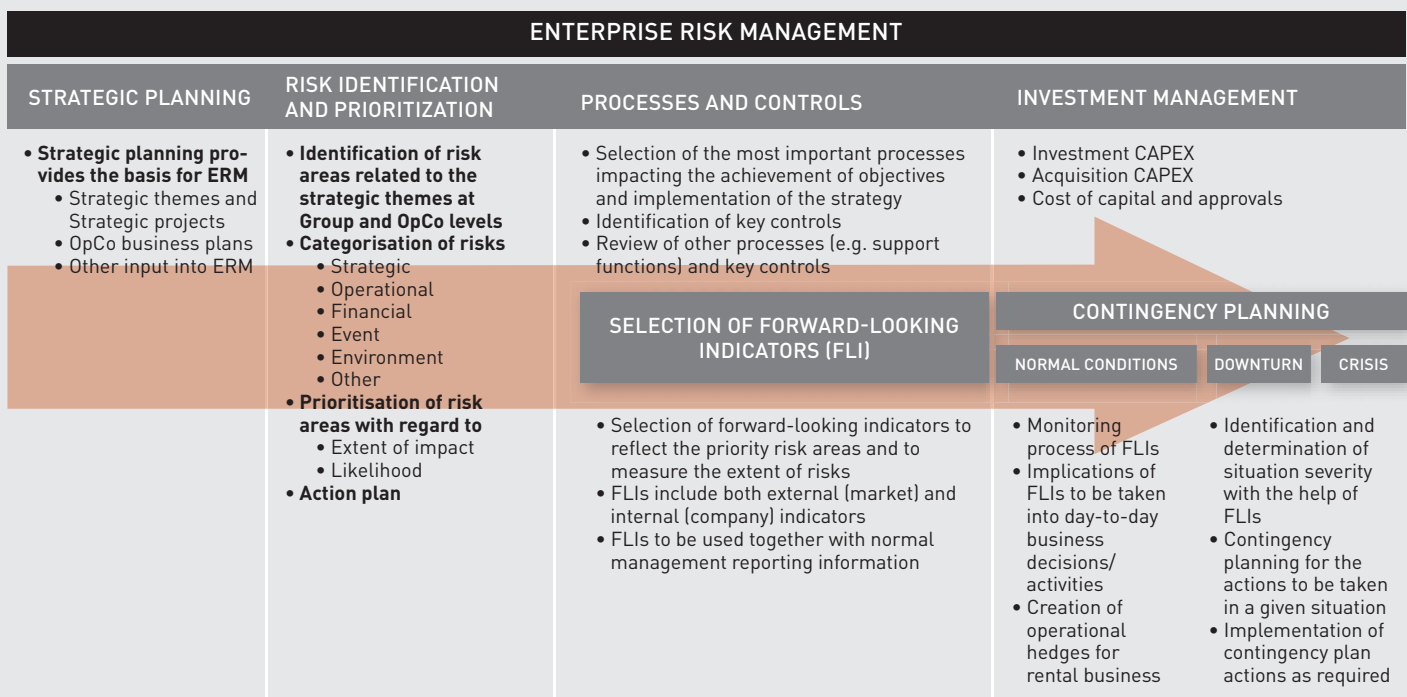 ENTERPRISE RISK MANAGEMENT
STRATEGIC PLANNING
• Strategic planning pro-
vides the basis for ERM
• Strategic themes and
Strategic projects
• OpCo business plans
• Other input into ERM
RISK IDENTIFICATION
AND PRIORITIZATION
• Identification of risk
areas related to the
strategic themes at
Group and OpCo levels
• Categorisation of risks
• Strategic
• Operational
• Financial
• Event
• Environment
• Other
• Prioritisation of risk
areas with regard to
• Extent of impact
• Likelihood
• Action plan
PROCESSES AND CONTROLS
• Selection of the most important processes
impacting the achievement of objectives
and implementation of the strategy
• Identification of key controls
• Review of other processes (e.g. support
functions) and key controls
SELECTION OF FORWARD-LOOKING
INDICATORS (FLI)
• Selection of forward-looking indicators to
reflect the priority risk areas and to
measure the extent of risks
• FLIs include both external (market) and
internal (company) indicators
• FLIs to be used together with normal
management reporting information
INVESTMENT MANAGEMENT
• Investment CAPEX
• Acquisition CAPEX
• Cost of capital and approvals
CONTINGENCY PLANNING
NORMAL CONDITIONS
DOWNTURN
CRISIS
• Monitoring
process of FLIs
• Implications of
FLIs to be taken
into day-to-day
business
decisions/
activities
• Creation of
operational
hedges for
rental business
• Identification and
determination of
situation severity
with the help of
FLIs
• Contingency
planning for the
actions to be taken
in a given situation
• Implementation of
contingency plan
actions as required